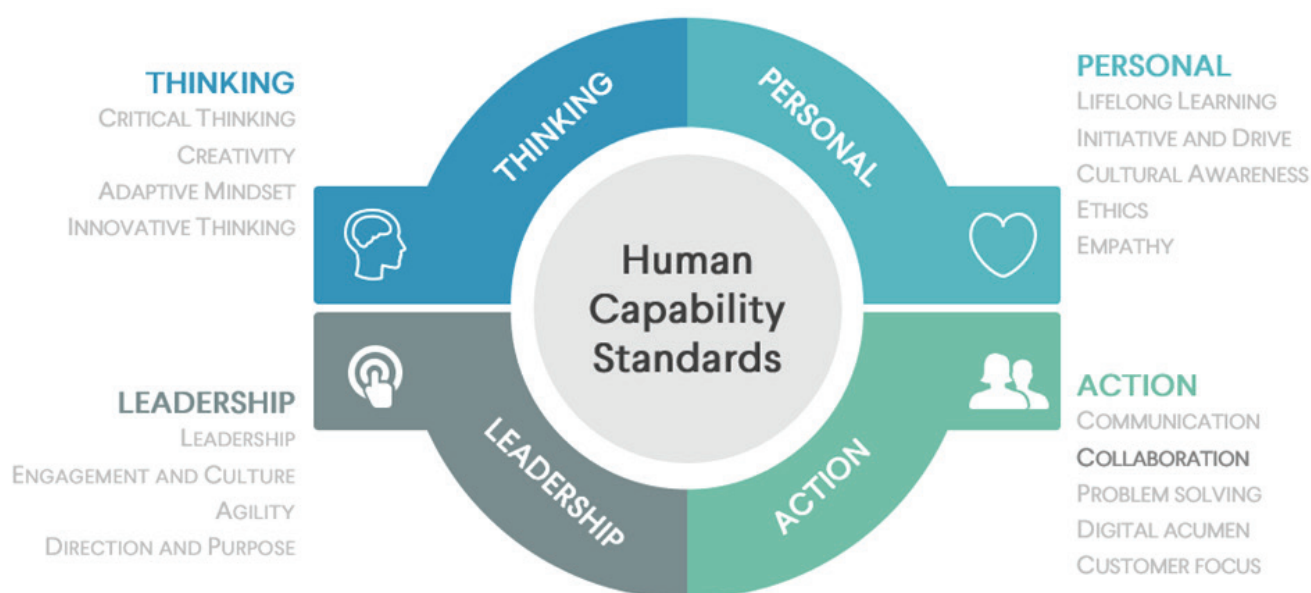 THINKING
CRITICAL THINKING
CREATIVITY
ADAPTIVE MINDSET
INNOVATIVE THINKING
THINKING
PERSONAL
PERSONAL
LIFELONG LEARNING
INITIATIVE AND DRIVE
CULTURAL AWARENESS
ETHICS
EMPATHY
Human
Capability
Standards
LEADERSHIP
LEADERSHIP
ENGAGEMENT AND CULTURE
AGILITY
DIRECTION AND PURPOSE
LEADERSHIP
ACTION
ACTION
COMMUNICATION
COLLABORATION
PROBLEM SOLVING
DIGITAL ACUMEN
CUSTOMER FOCUS